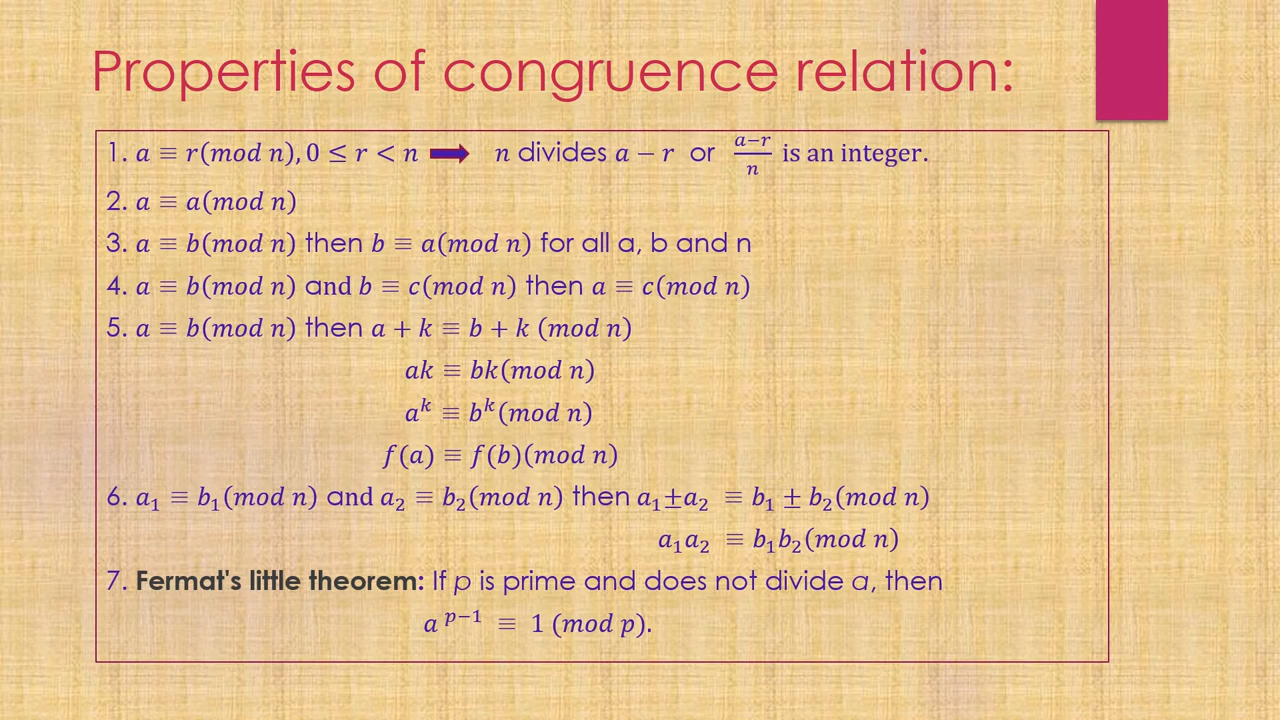 Properties of congruence relation:
1. a ≡ r(mod n), 0 ≤ r < n ➡ n divides a − r or (a−r)/n is an integer.
2. a ≡ a(mod n)
3. a ≡ b(mod n) then b ≡ a(mod n) for all a, b and n
4. a ≡ b(mod n) and b ≡ c(mod n) then a ≡ c(mod n)
5. a ≡ b(mod n) then a + k ≡ b + k (mod n)
ak ≡ bk(mod n)
aᵏ ≡ bᵏ(mod n)
f(a) ≡ f(b)(mod n)
6. a₁ ≡ b₁(mod n) and a₂ ≡ b₂(mod n) then a₁±a₂ ≡ b₁ ± b₂(mod n)
a₁a₂ ≡ b₁b₂(mod n)
7. Fermat's little theorem: If p is prime and does not divide a, then
a ᵖ⁻¹ ≡ 1 (mod p).